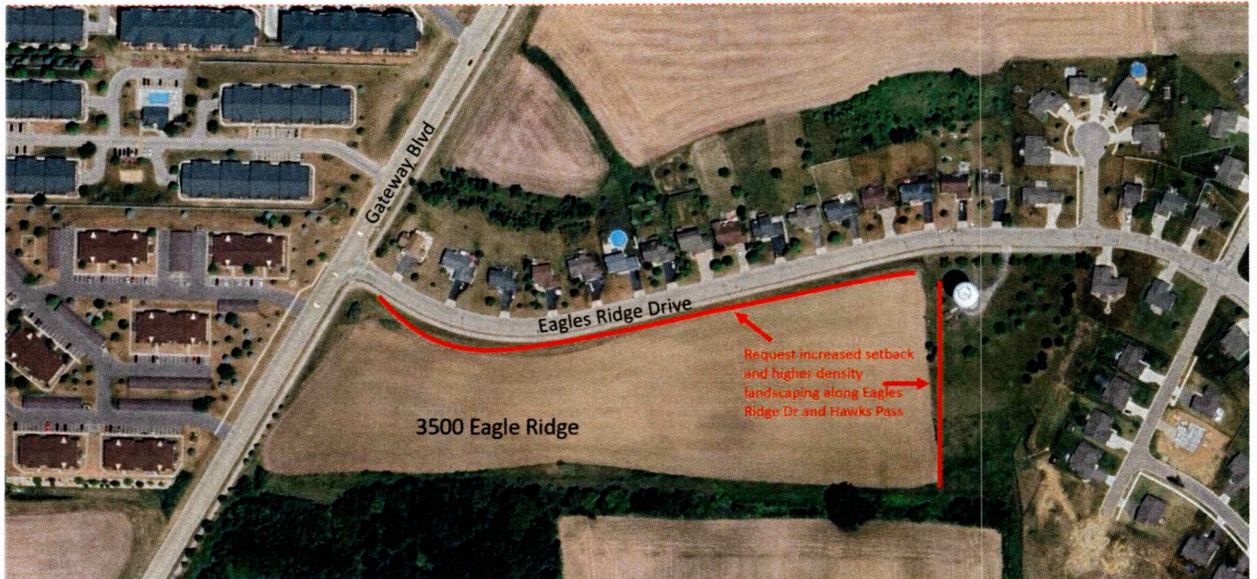 Gateway Blvd
Eagles Ridge Drive
Request increased setback
and higher density
landscaping along Eagles
Ridge Dr and Hawks Pass
3500 Eagle Ridge